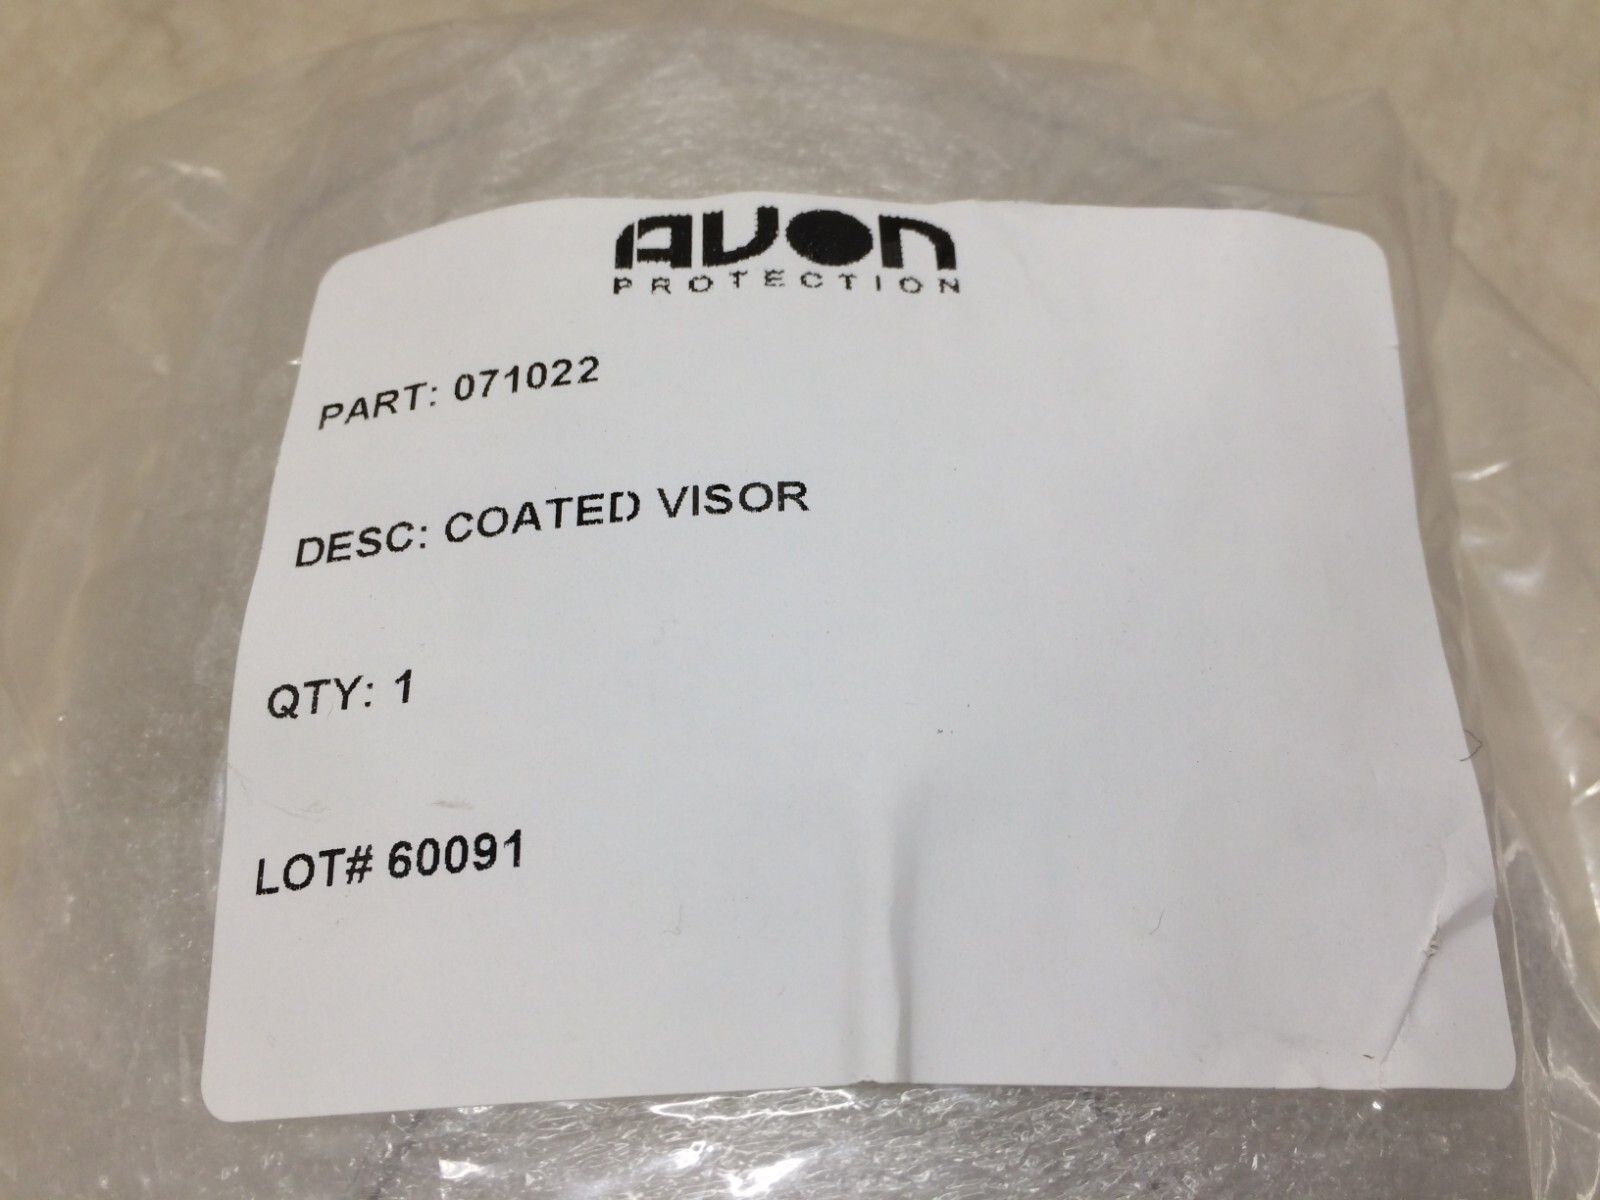 AVON
PROTECTION
PART: 071022
DESC: COATED VISOR
QTY: 1
LOT# 60091